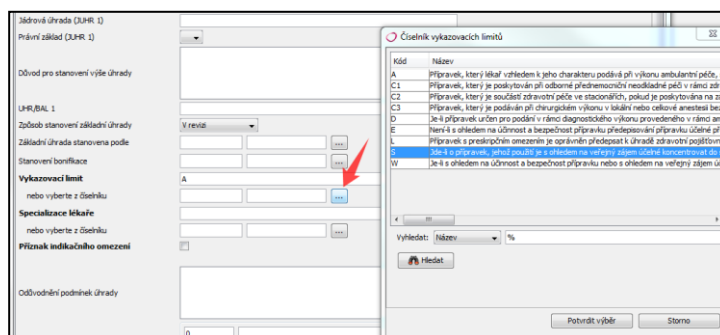 Jádrová úhrada (JUHR 1)
Právní základ (JUHR 1)
Důvod pro stanovení výše úhrady
UHR/BAL 1
Způsob stanovení základní úhrady
V revizi
Základní úhrada stanovena podle
...
Stanovení bonifikace
...
Vykazovací limit
A
nebo vyberte z číselníku
...
Specializace lékaře
nebo vyberte z číselníku
...
Příznak indikačního omezení
Odůvodnění podmínek úhrady
0
Číselník vykazovacích limitů
Kód Název
A Přípravek, který lékař vzhledem k jeho charakteru podává při výkonu ambulantní péče,
C1 Přípravek, který je poskytován při odborné přednemocniční neodkladné péči v rámci zdr
C2 Přípravek, který je součástí zdravotní péče ve stacionářích, pokud je poskytována na z
C3 Přípravek, který je podáván při chirurgickém výkonu v lokální nebo celkové anestesii bez
D Je-li přípravek určen pro podání v rámci diagnostického výkonu provedeného v rámci am
E Není-li s ohledem na účinnost a bezpečnost přípravku předepisování přípravku účelné př
L Přípravek s preskripčním omezením je oprávněn předepsat k úhradě zdravotní pojišťovn
S Jde-li o přípravek, jehož použití je s ohledem na veřejný zájem účelné koncentrovat do
W Je-li s ohledem na účinnost a bezpečnost přípravku nebo s ohledem na veřejný zájem úč
Vyhledat: Název %
Hledat
Potvrdit výběr Storno